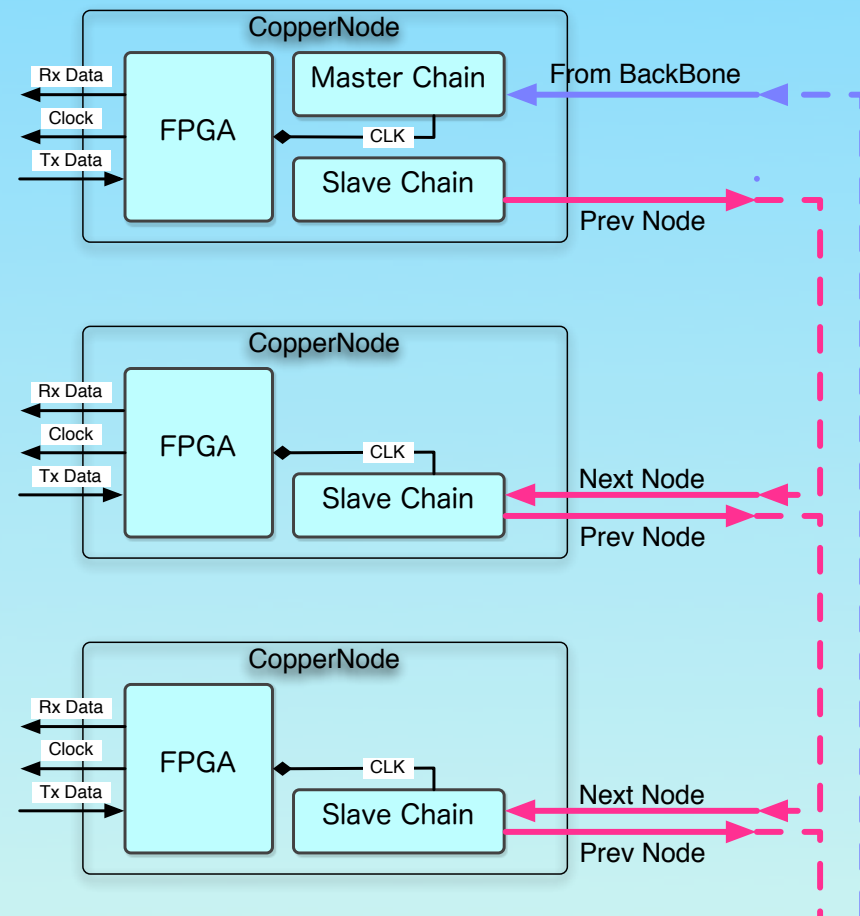 CopperNode
Rx Data
Clock
Tx Data
FPGA
Master Chain
CLK
Slave Chain
From BackBone
Prev Node
CopperNode
Rx Data
Clock
Tx Data
FPGA
CLK
Slave Chain
Next Node
Prev Node
CopperNode
Rx Data
Clock
Tx Data
FPGA
CLK
Slave Chain
Next Node
Prev Node